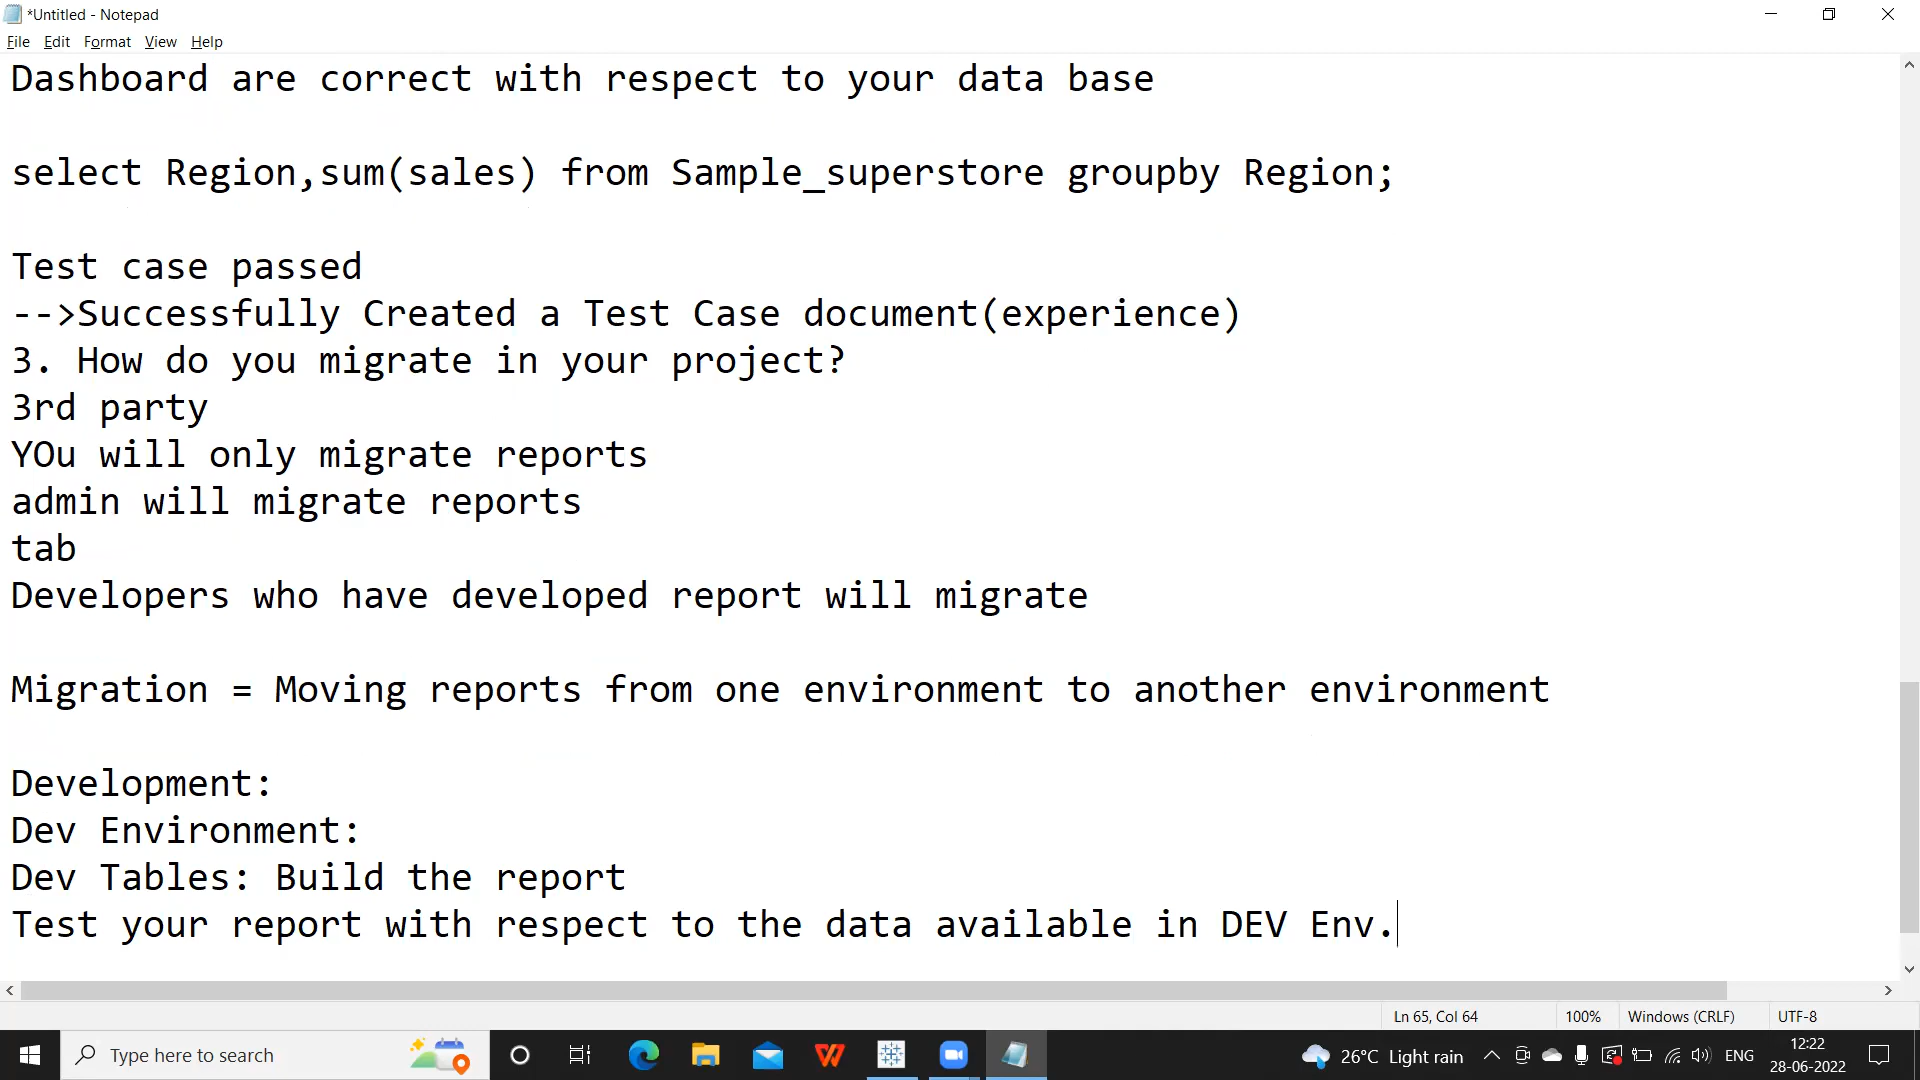 *Untitled - Notepad
File Edit Format View Help
Dashboard are correct with respect to your data base
select Region,sum(sales) from Sample_superstore groupby Region;
Test case passed
-->Successfully Created a Test Case document(experience)
3. How do you migrate in your project?
3rd party
YOu will only migrate reports
admin will migrate reports
tab
Developers who have developed report will migrate
Migration = Moving reports from one environment to another environment
Development:
Dev Environment:
Dev Tables: Build the report
Test your report with respect to the data available in DEV Env.
Ln 65, Col 64 100% Windows (CRLF) UTF-8
Type here to search
26°C Light rain ENG
12:22
28-06-2022